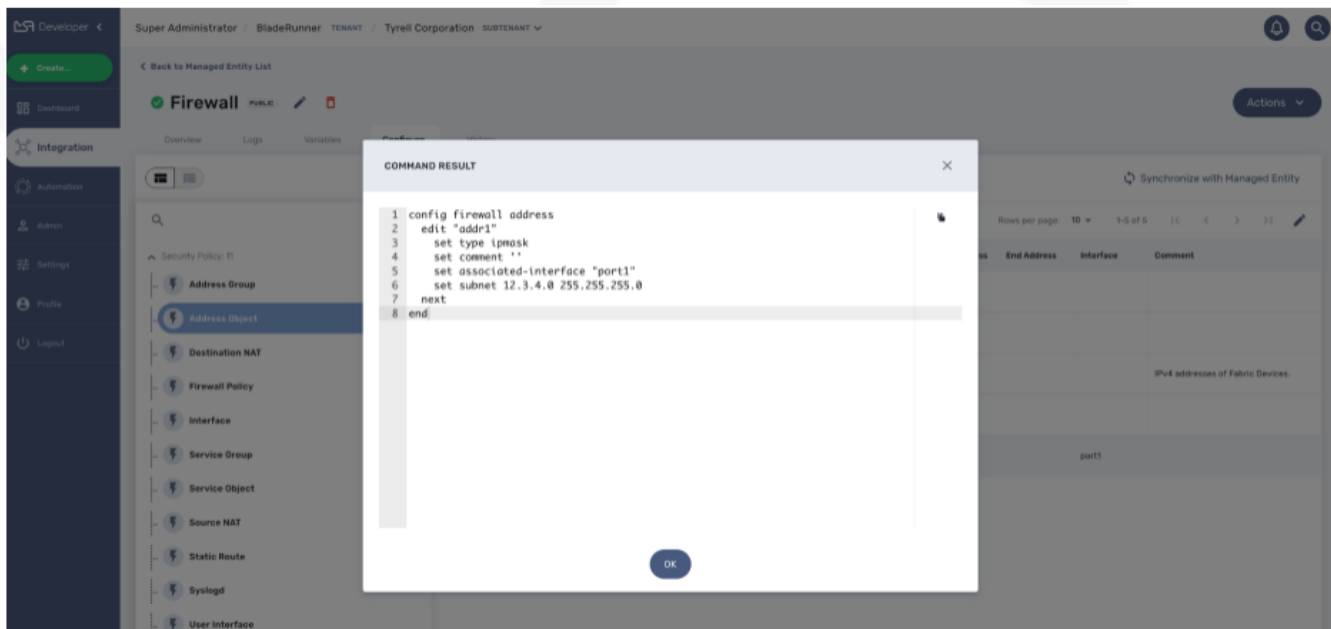 MSA Developer <
Super Administrator / BladeRunner TENANT / Tyrell Corporation SUBTENANT
+ Create...
< Back to Managed Entity List
Dashboard
Firewall PUBLIC
Actions
Integration
Overview Logs Variables Configure History
Automation
Admin
Settings
Profile
Logout
Synchronize with Managed Entity
Rows per page: 10 1-5 of 5 |< < > >|
ss End Address Interface Comment
IPv4 addresses of Fabric Devices.
port1
Security Policy: 11
Address Group
Address Object
Destination NAT
Firewall Policy
Interface
Service Group
Service Object
Source NAT
Static Route
Syslogd
User Interface
COMMAND RESULT
1 config firewall address
2 edit "addr1"
3 set type ipmask
4 set comment ''
5 set associated-interface "port1"
6 set subnet 12.3.4.0 255.255.255.0
7 next
8 end
OK